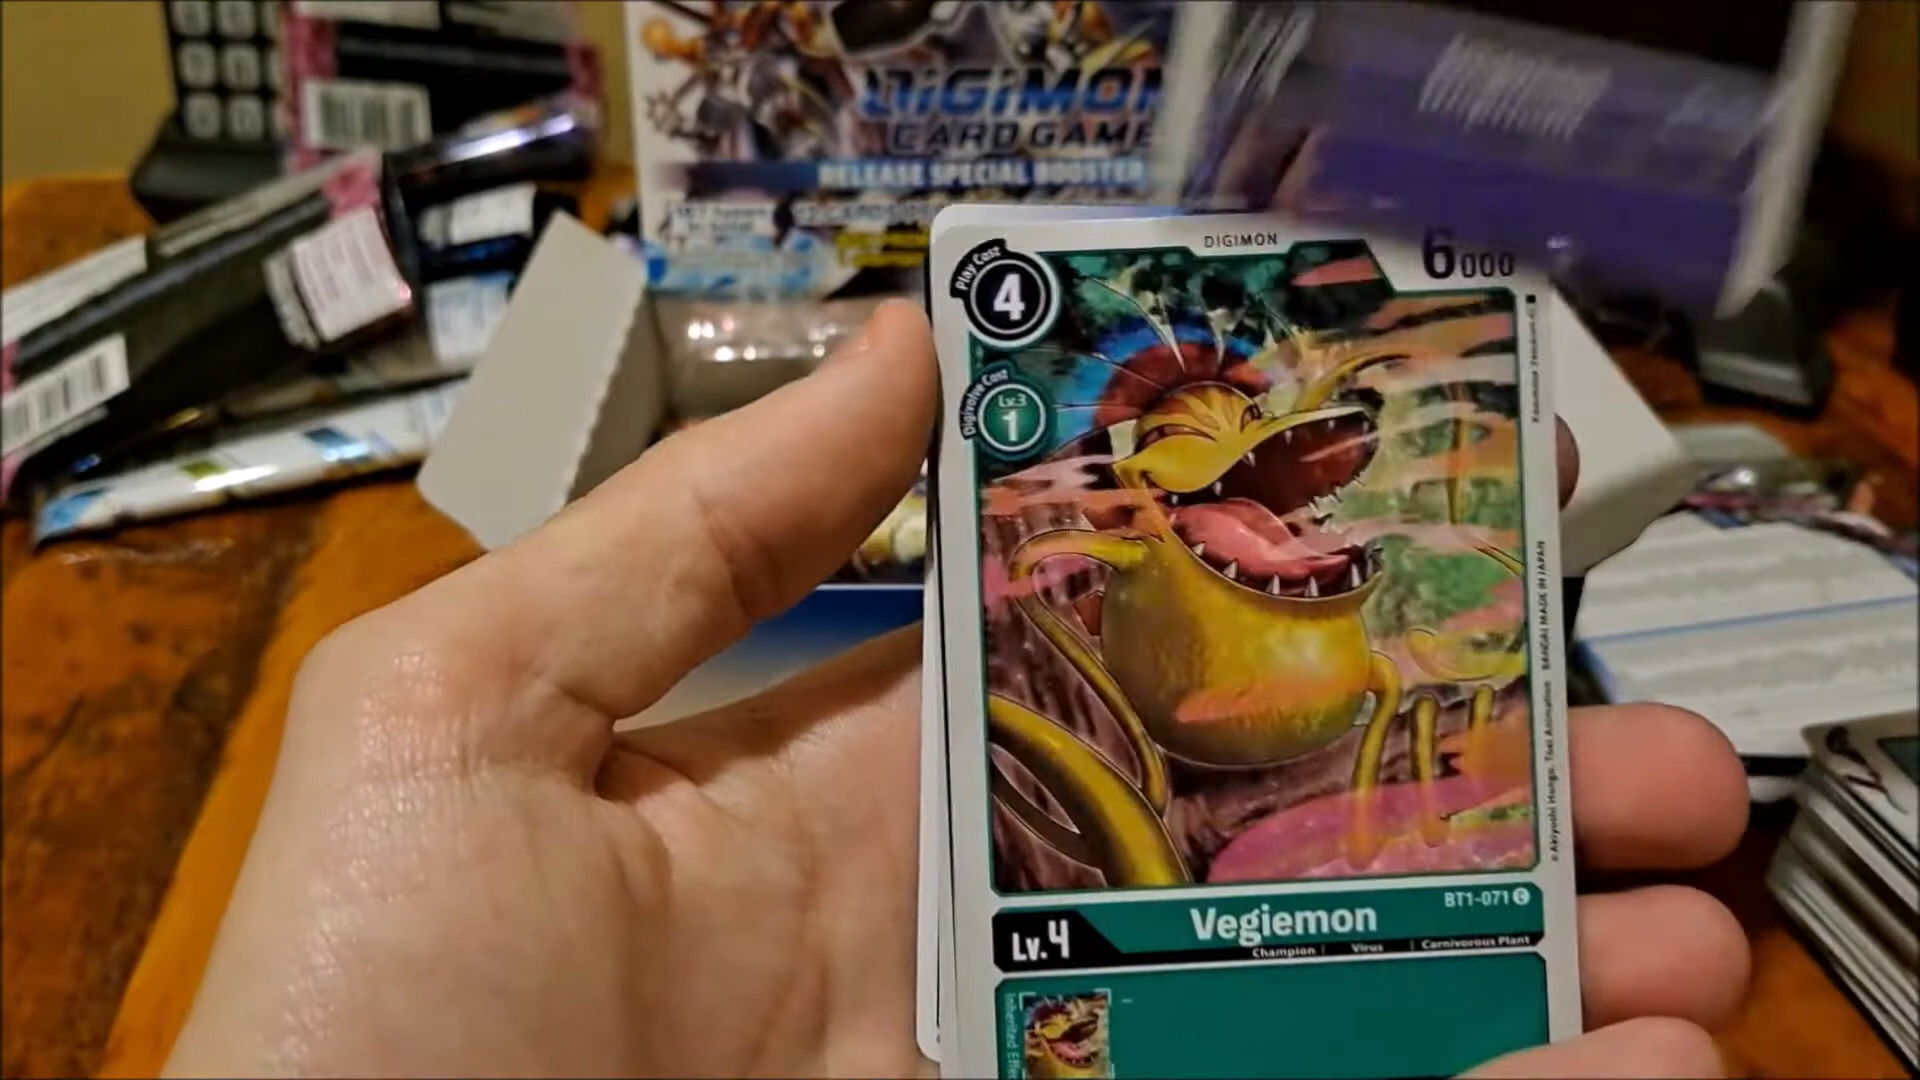 DIGIMON
CARD GAME
RELEASE SPECIAL BOOSTER
DIGIMON
6000
Play Cost
4
Digivolve Cost
Lv.3
1
©Akiyoshi Hongo, Toei Animation BANDAI MADE IN JAPAN
BT1-071 C
Vegiemon
Lv.4
Champion | Virus | Carnivorous Plant
Inherited Effe
-